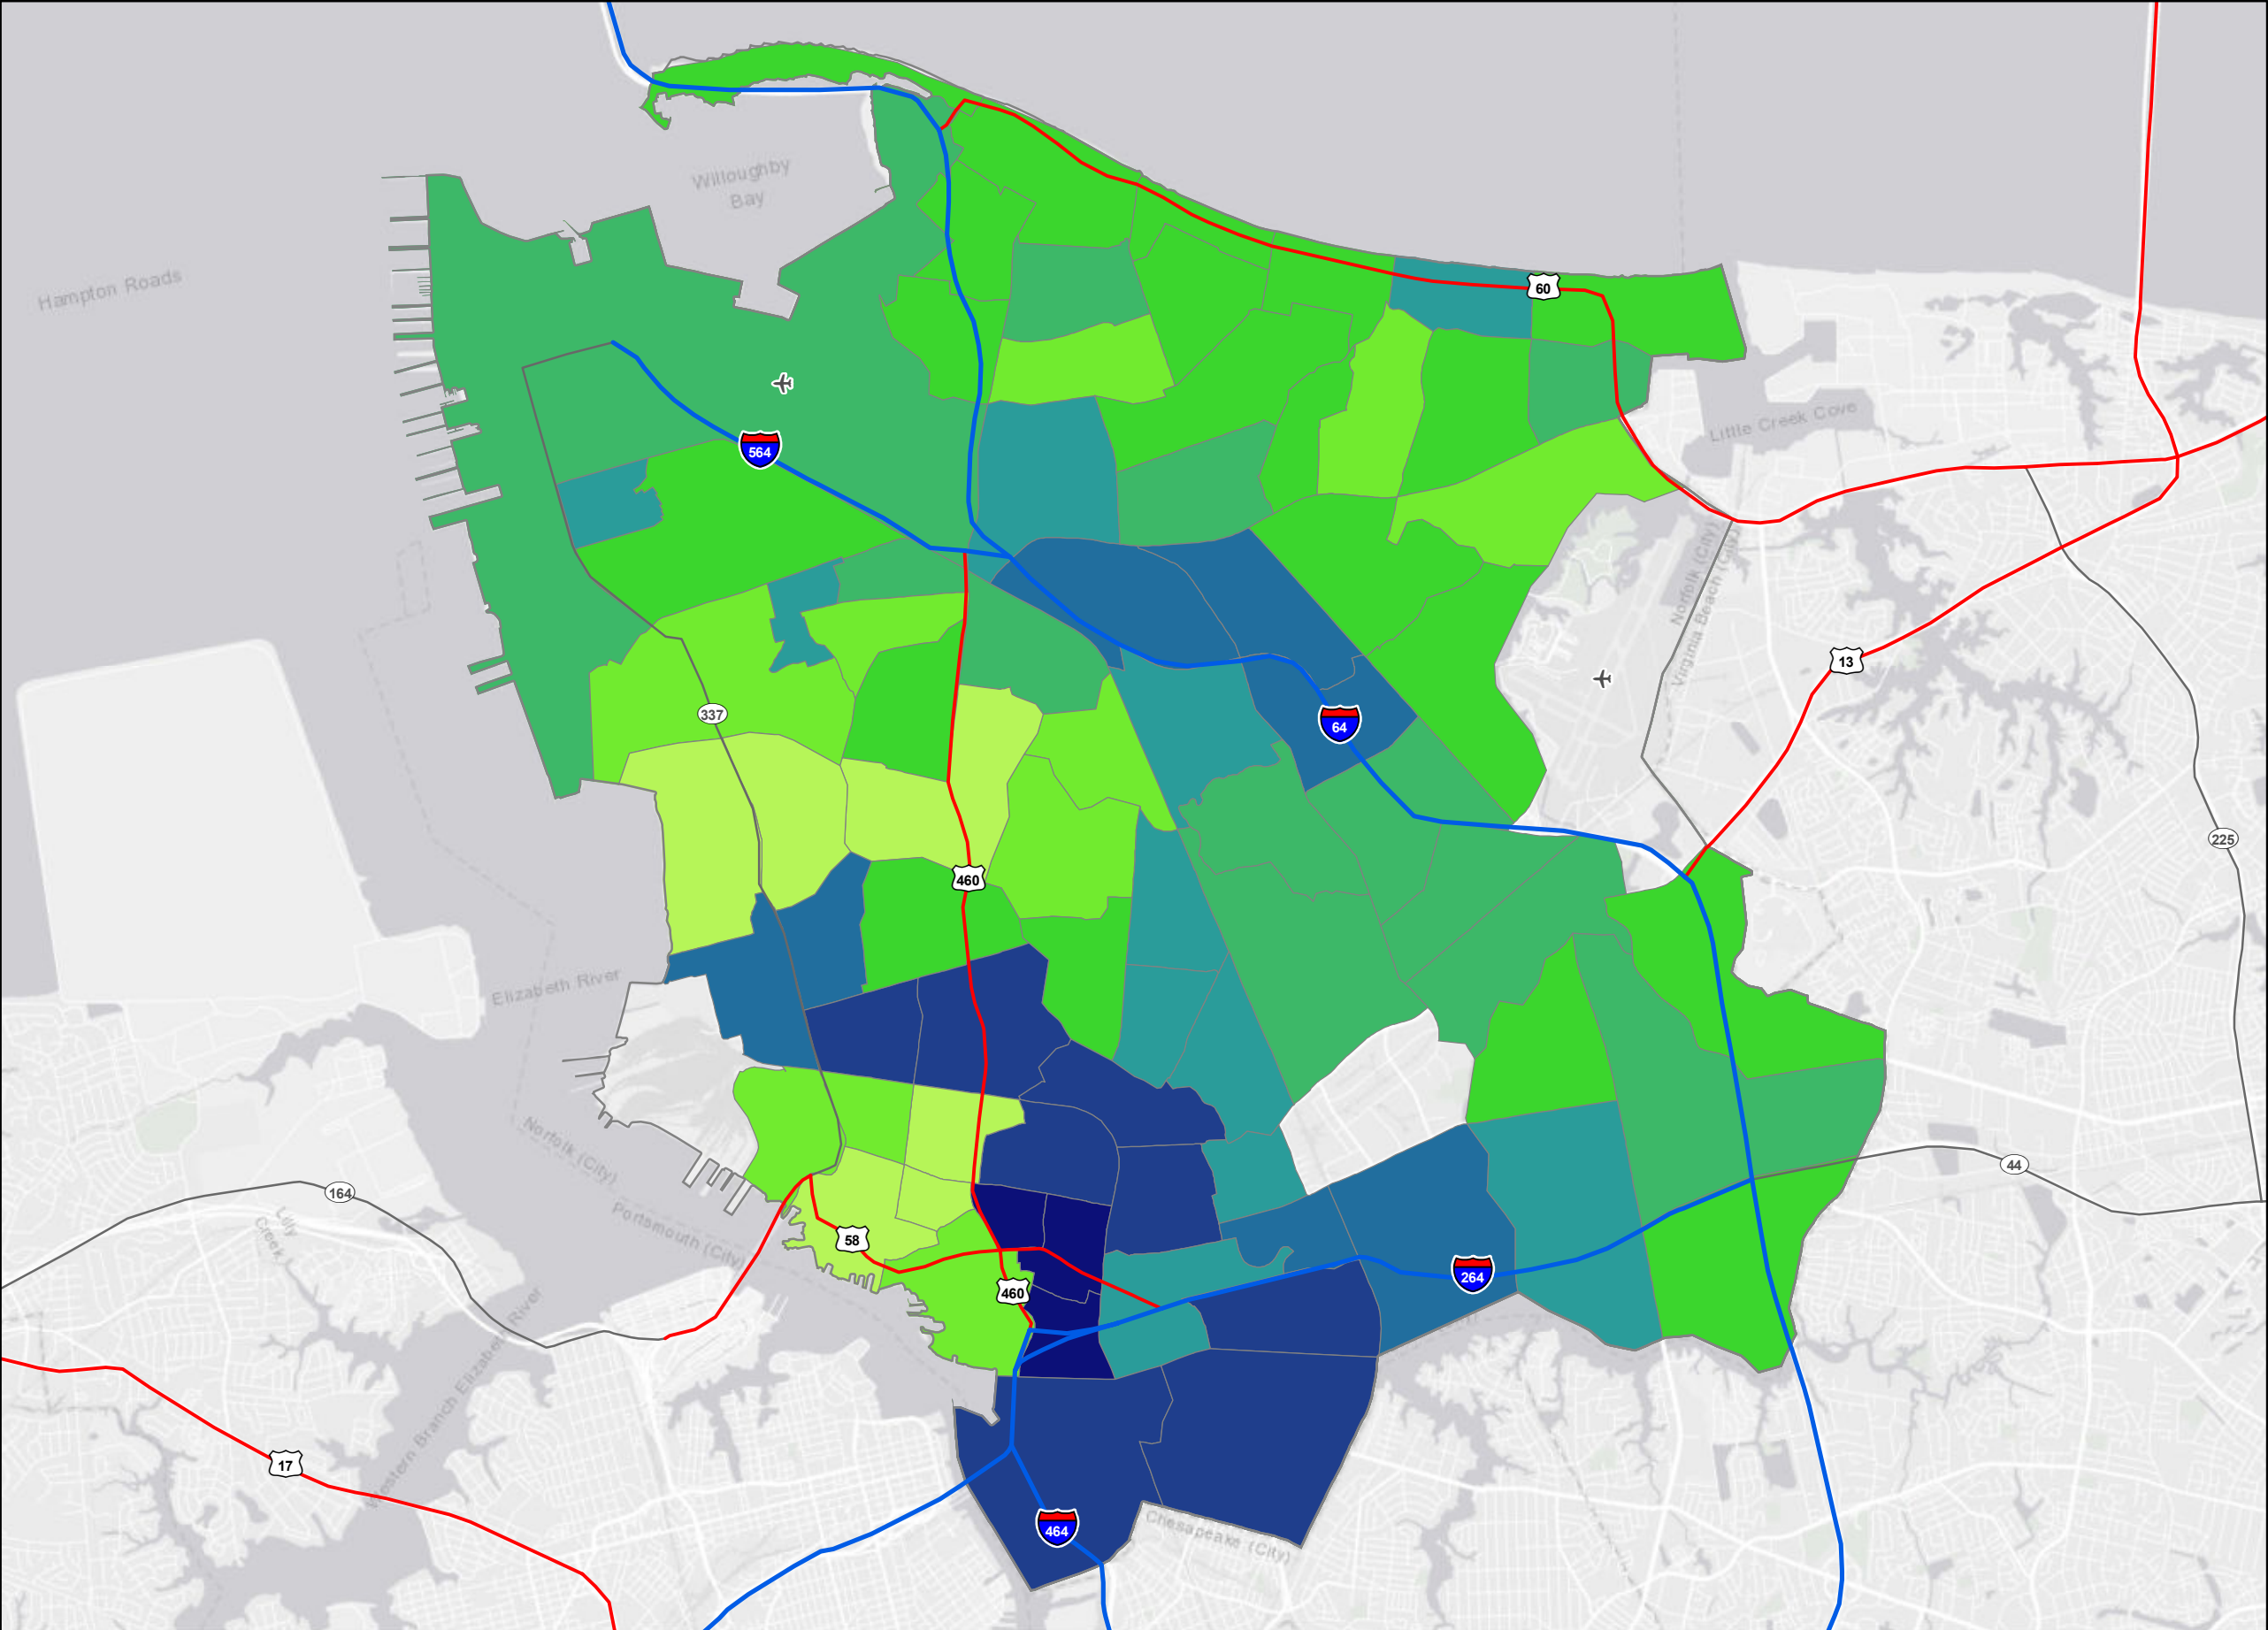 Willoughby
Bay
Hampton Roads
60
Little Creek Cove
564
Norfolk (City)
Virginia Beach (City)
13
337
64
225
460
Elizabeth River
Norfolk (City)
44
164
Lilly
Creek
Portsmouth (City)
58
264
460
Western Branch Elizabeth River
17
464
Chesapeake (City)